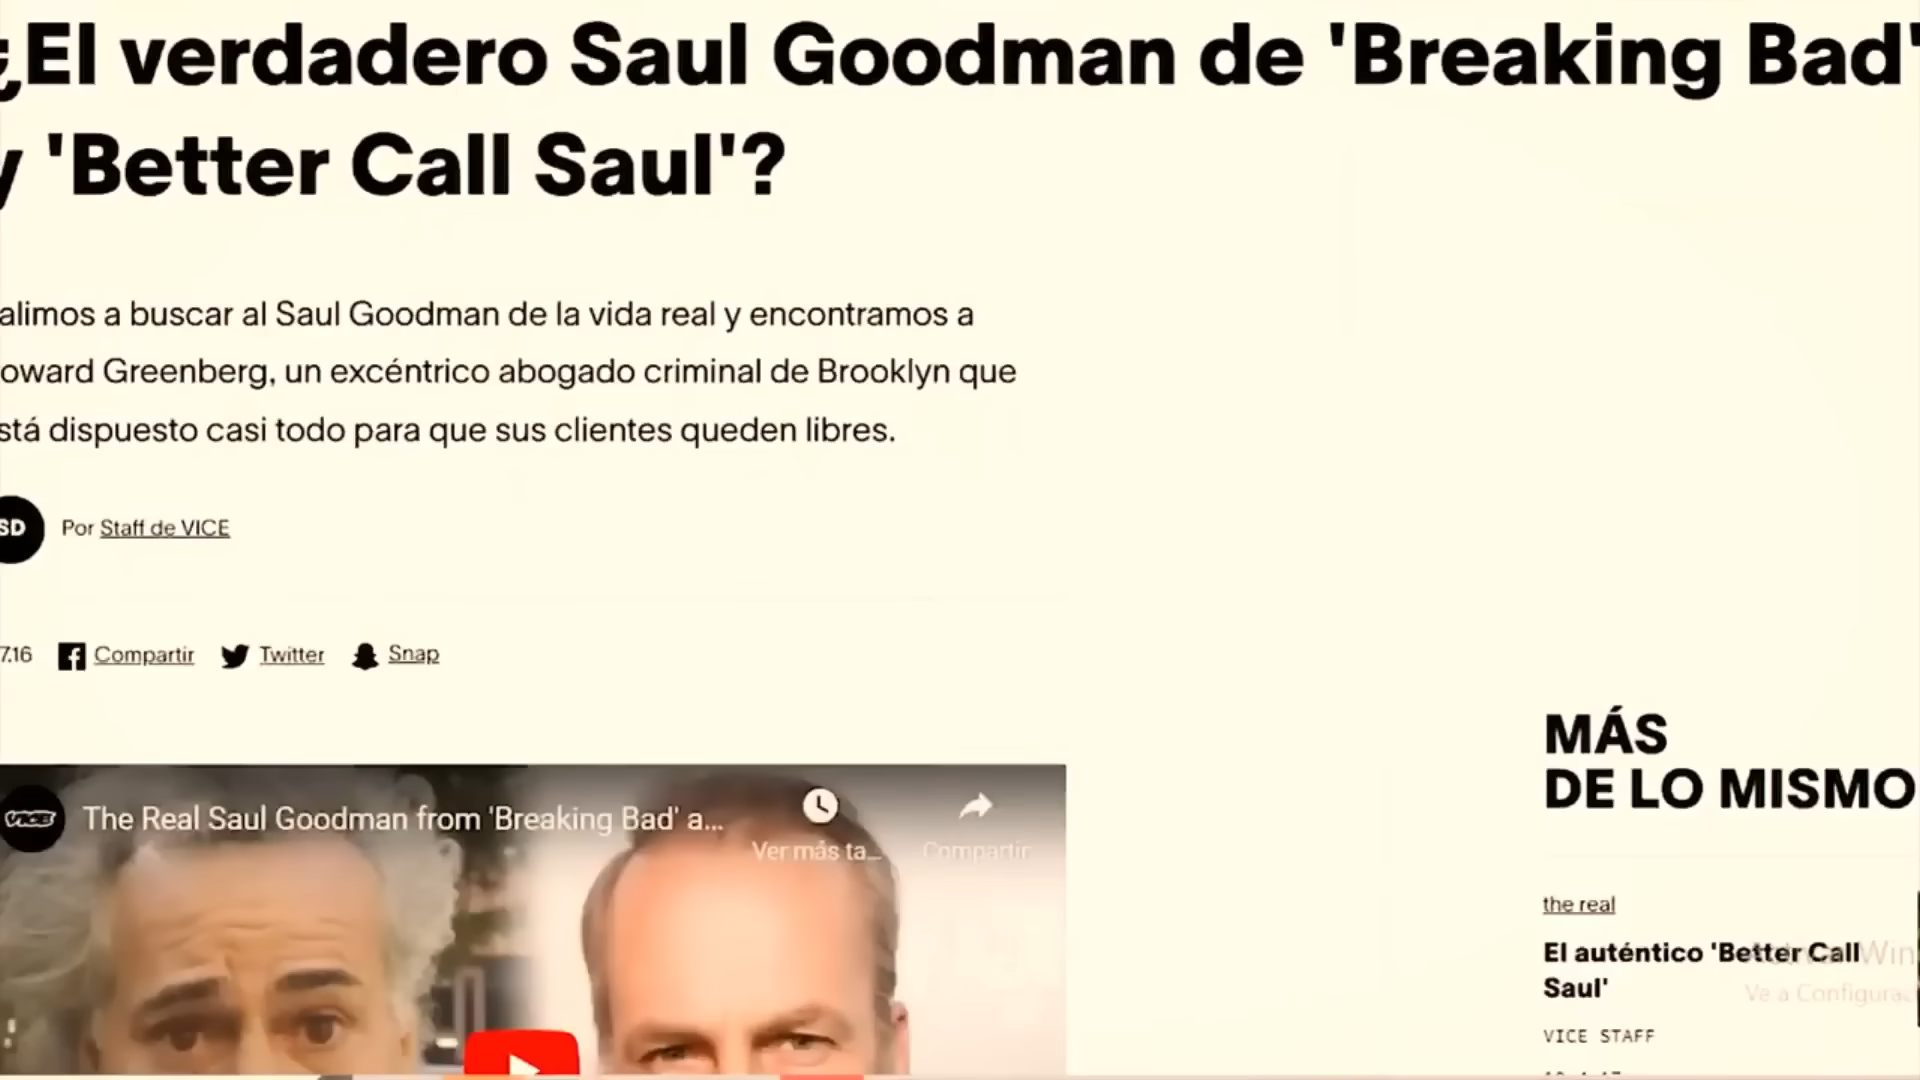 ¿El verdadero Saul Goodman de 'Breaking Bad'
y 'Better Call Saul'?
alimos a buscar al Saul Goodman de la vida real y encontramos a
oward Greenberg, un excéntrico abogado criminal de Brooklyn que
stá dispuesto casi todo para que sus clientes queden libres.
SD
Por Staff de VICE
7.16
Compartir
Twitter
Snap
VICE
The Real Saul Goodman from 'Breaking Bad' a...
Ver más ta...
Compartir
MÁS
DE LO MISMO
the real
El auténtico 'Better Call
Saul'
VICE STAFF
Ve a Configurac